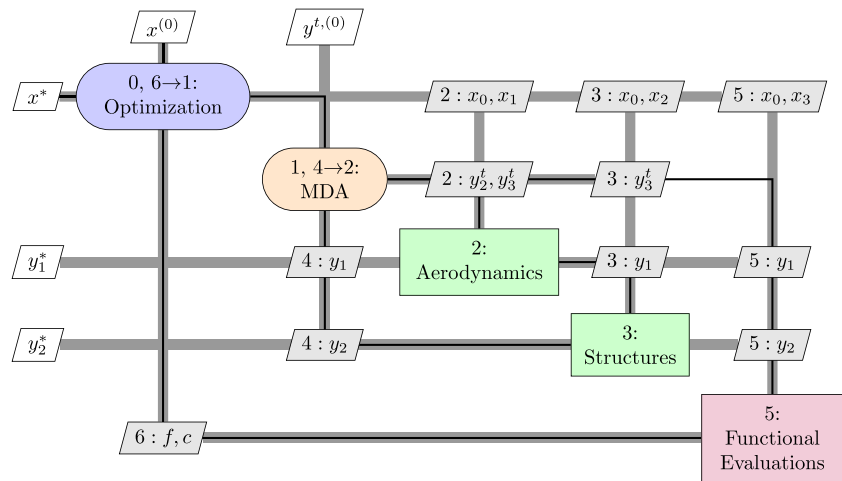 x^{(0)}
y^{t,(0)}
x^*
0, 6→1:
Optimization
2 : x_0, x_1
3 : x_0, x_2
5 : x_0, x_3
1, 4→2:
MDA
2 : y_2^t, y_3^t
3 : y_3^t
y_1^*
4 : y_1
2:
Aerodynamics
3 : y_1
5 : y_1
y_2^*
4 : y_2
3:
Structures
5 : y_2
6 : f, c
5:
Functional
Evaluations